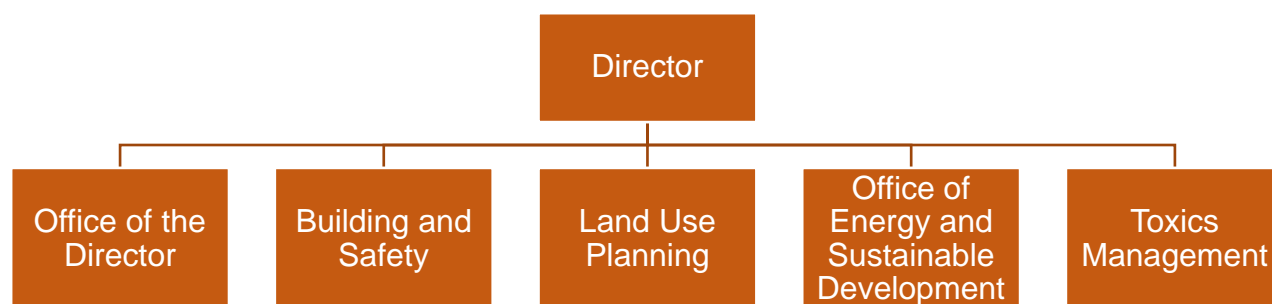 Director
Office of the
Director
Building and
Safety
Land Use
Planning
Office of
Energy and
Sustainable
Development
Toxics
Management